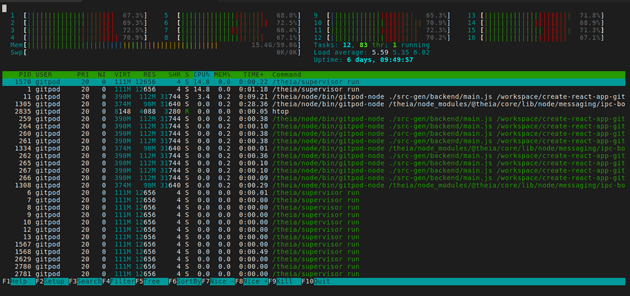 1 [ 67.3%] 5 [ 68.0%] 9 [ 65.3%] 13 [ 71.8%]
2 [ 69.3%] 6 [ 72.5%] 10 [ 70.9%] 14 [ 68.9%]
3 [ 72.5%] 7 [ 66.4%] 11 [ 72.5%] 15 [ 71.3%]
4 [ 70.9%] 8 [ 67.1%] 12 [ 70.2%] 16 [ 67.1%]
Mem[ 15.4G/59.0G] Tasks: 12, 83 thr; 1 running
Swp[ 0K/0K] Load average: 5.59 5.35 6.02
Uptime: 6 days, 09:49:57
PID USER PRI NI VIRT RES SHR S CPU% MEM% TIME+ Command
1570 gitpod 20 0 111M 12656 4 S 14.8 0.0 0:00.22 /theia/supervisor run
1 gitpod 20 0 111M 12656 4 S 14.8 0.0 0:01.18 /theia/supervisor run
11 gitpod 20 0 390M 112M 31744 S 3.4 0.2 0:09.21 /theia/node/bin/gitpod-node ./src-gen/backend/main.js /workspace/create-react-app-git
1305 gitpod 20 0 374M 90M 31640 S 0.0 0.2 0:28.36 /theia/node/bin/gitpod-node /theia/node_modules/@theia/core/lib/node/messaging/ipc-bo
2835 gitpod 20 0 8148 4088 3280 R 0.0 0.0 0:00.05 htop
259 gitpod 20 0 390M 112M 31744 S 0.0 0.2 0:00.38 /theia/node/bin/gitpod-node ./src-gen/backend/main.js /workspace/create-react-app-git
264 gitpod 20 0 390M 112M 31744 S 0.0 0.2 0:00.10 /theia/node/bin/gitpod-node ./src-gen/backend/main.js /workspace/create-react-app-git
260 gitpod 20 0 390M 112M 31744 S 0.0 0.2 0:00.38 /theia/node/bin/gitpod-node ./src-gen/backend/main.js /workspace/create-react-app-git
261 gitpod 20 0 390M 112M 31744 S 0.0 0.2 0:00.38 /theia/node/bin/gitpod-node ./src-gen/backend/main.js /workspace/create-react-app-git
1334 gitpod 20 0 374M 90M 31640 S 0.0 0.2 0:00.01 /theia/node/bin/gitpod-node /theia/node_modules/@theia/core/lib/node/messaging/ipc-bo
262 gitpod 20 0 390M 112M 31744 S 0.0 0.2 0:00.36 /theia/node/bin/gitpod-node ./src-gen/backend/main.js /workspace/create-react-app-git
265 gitpod 20 0 390M 112M 31744 S 0.0 0.2 0:00.10 /theia/node/bin/gitpod-node ./src-gen/backend/main.js /workspace/create-react-app-git
267 gitpod 20 0 390M 112M 31744 S 0.0 0.2 0:00.10 /theia/node/bin/gitpod-node ./src-gen/backend/main.js /workspace/create-react-app-git
266 gitpod 20 0 390M 112M 31744 S 0.0 0.2 0:00.09 /theia/node/bin/gitpod-node ./src-gen/backend/main.js /workspace/create-react-app-git
1308 gitpod 20 0 374M 90M 31640 S 0.0 0.2 0:00.29 /theia/node/bin/gitpod-node /theia/node_modules/@theia/core/lib/node/messaging/ipc-bo
6 gitpod 20 0 111M 12656 4 S 0.0 0.0 0:00.01 /theia/supervisor run
7 gitpod 20 0 111M 12656 4 S 0.0 0.0 0:00.00 /theia/supervisor run
8 gitpod 20 0 111M 12656 4 S 0.0 0.0 0:00.00 /theia/supervisor run
9 gitpod 20 0 111M 12656 4 S 0.0 0.0 0:00.00 /theia/supervisor run
10 gitpod 20 0 111M 12656 4 S 0.0 0.0 0:00.00 /theia/supervisor run
12 gitpod 20 0 111M 12656 4 S 0.0 0.0 0:00.00 /theia/supervisor run
13 gitpod 20 0 111M 12656 4 S 0.0 0.0 0:00.00 /theia/supervisor run
1567 gitpod 20 0 111M 12656 4 S 0.0 0.0 0:00.00 /theia/supervisor run
1568 gitpod 20 0 111M 12656 4 S 0.0 0.0 0:00.49 /theia/supervisor run
2629 gitpod 20 0 111M 12656 4 S 0.0 0.0 0:00.00 /theia/supervisor run
2780 gitpod 20 0 111M 12656 4 S 0.0 0.0 0:00.00 /theia/supervisor run
2781 gitpod 20 0 111M 12656 4 S 0.0 0.0 0:00.00 /theia/supervisor run
F1Help F2Setup F3Search F4Filter F5Tree F6SortBy F7Nice - F8Nice + F9Kill F10Quit